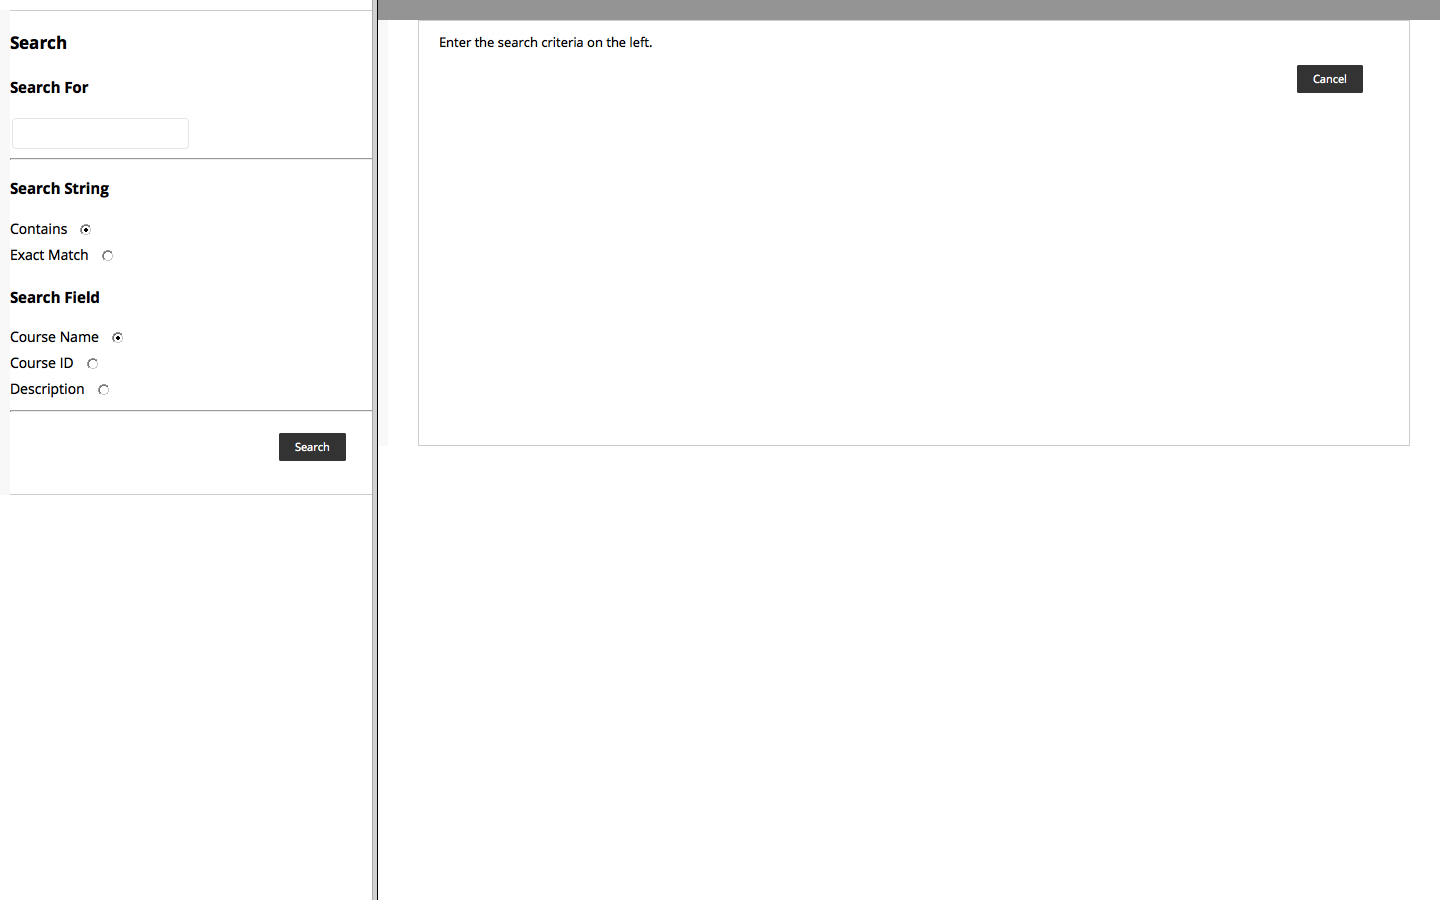 Search
Search For
Search String
Contains
Exact Match
Search Field
Course Name
Course ID
Description
Search
Enter the search criteria on the left.
Cancel